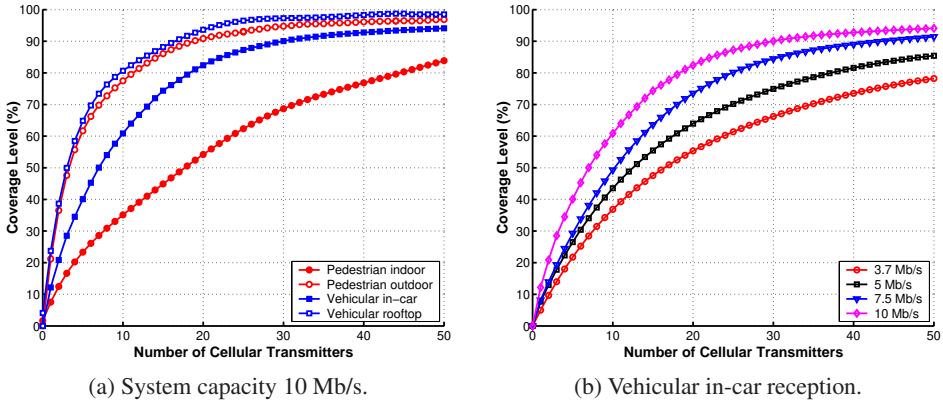 Coverage Level (%)
100
90
80
70
60
50
40
30
20
10
0
0 10 20 30 40 50
Number of Cellular Transmitters
Pedestrian indoor
Pedestrian outdoor
Vehicular in-car
Vehicular rooftop
(a) System capacity 10 Mb/s.
Coverage Level (%)
100
90
80
70
60
50
40
30
20
10
0
0 10 20 30 40 50
Number of Cellular Transmitters
3.7 Mb/s
5 Mb/s
7.5 Mb/s
10 Mb/s
(b) Vehicular in-car reception.